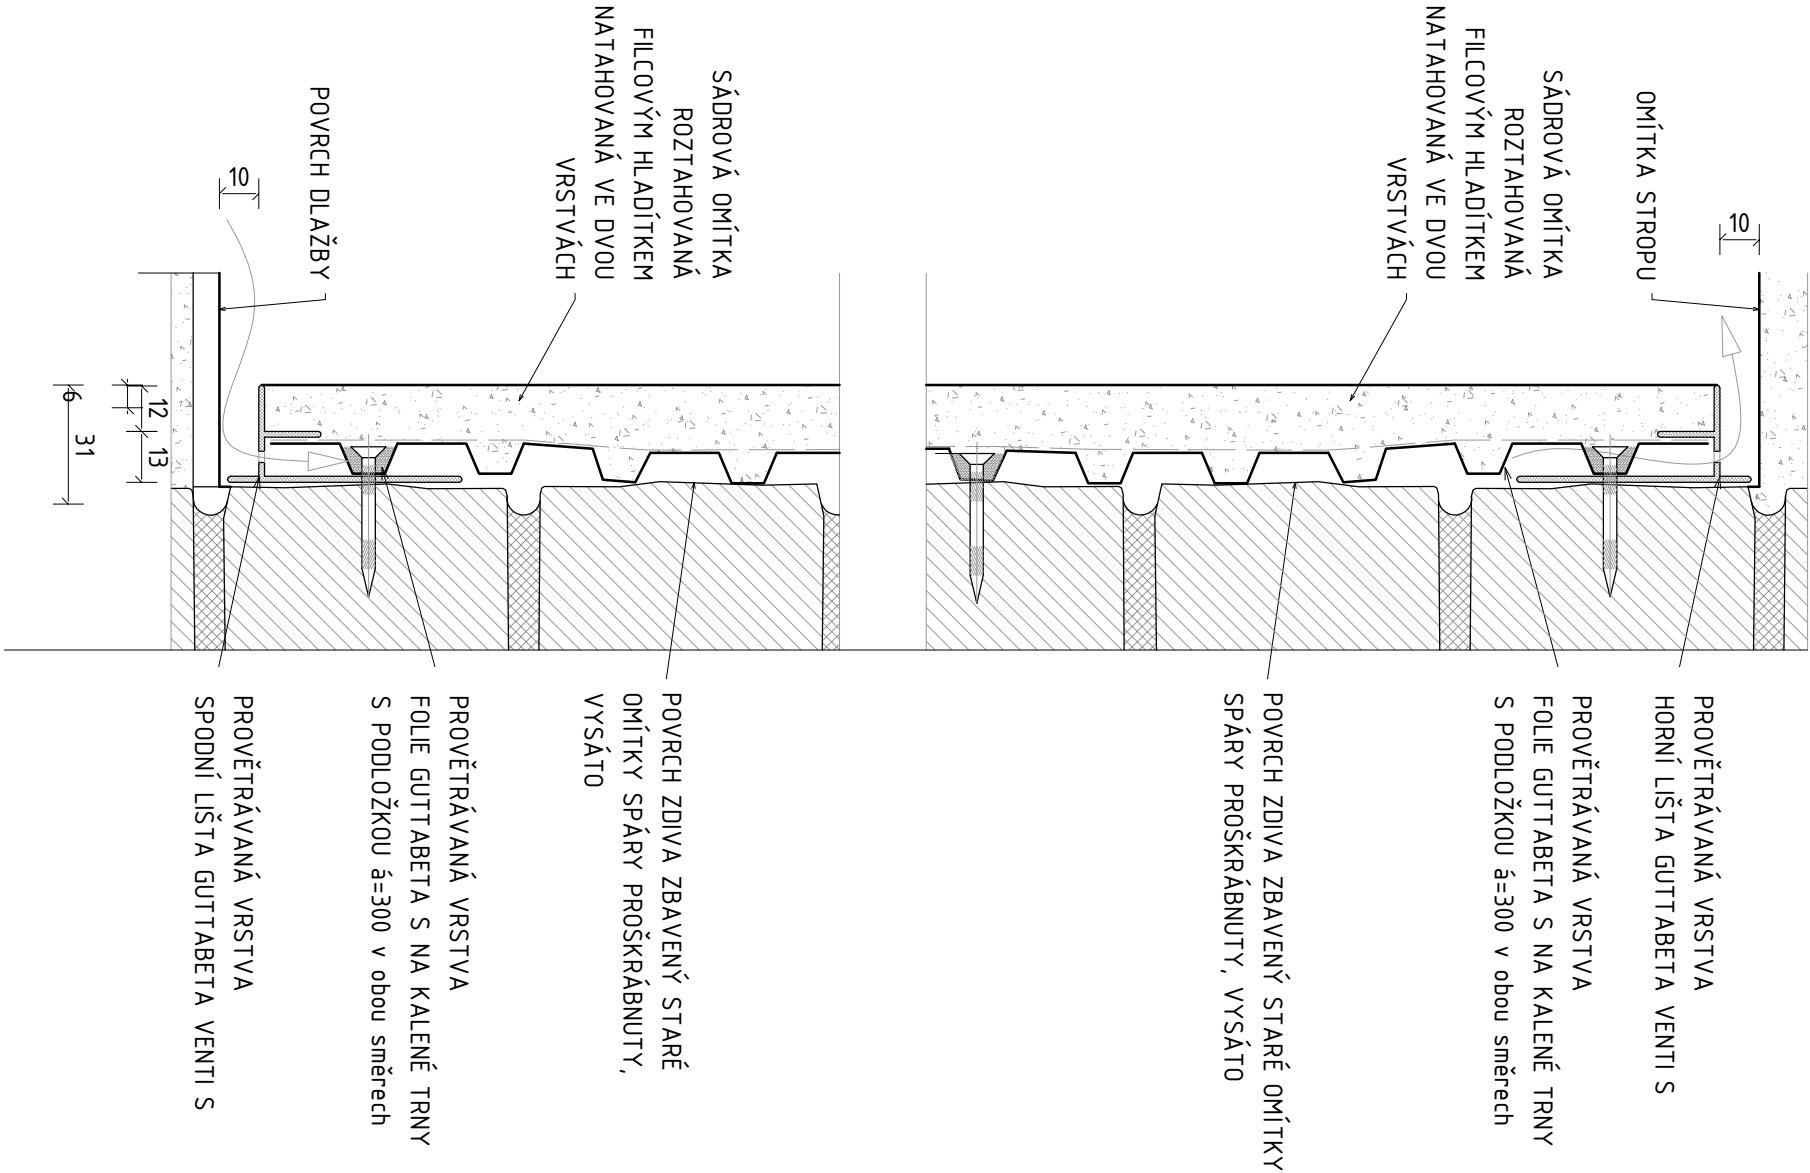 OMÍTKA STROPU
10
SÁDROVÁ OMÍTKA
ROZTAHOVANÁ
FILCOVÝM HLADÍTKEM
NATAHOVANÁ VE DVOU
VRSTVÁCH
PROVĚTRÁVANÁ VRSTVA
HORNÍ LIŠTA GUTTABETA VENTI S
PROVĚTRÁVANÁ VRSTVA
FOLIE GUTTABETA S NA KALENÉ TRNY
S PODLOŽKOU á=300 v obou směrech
POVRCH ZDIVA ZBAVENÝ STARÉ OMÍTKY
SPÁRY PROŠKRÁBNUTY, VYSÁTO
SÁDROVÁ OMÍTKA
ROZTAHOVANÁ
FILCOVÝM HLADÍTKEM
NATAHOVANÁ VE DVOU
VRSTVÁCH
POVRCH ZDIVA ZBAVENÝ STARÉ
OMÍTKY SPÁRY PROŠKRÁBNUTY,
VYSÁTO
POVRCH DLAŽBY
10
PROVĚTRÁVANÁ VRSTVA
FOLIE GUTTABETA S NA KALENÉ TRNY
S PODLOŽKOU á=300 v obou směrech
PROVĚTRÁVANÁ VRSTVA
SPODNÍ LIŠTA GUTTABETA VENTI S
12
13
6
31